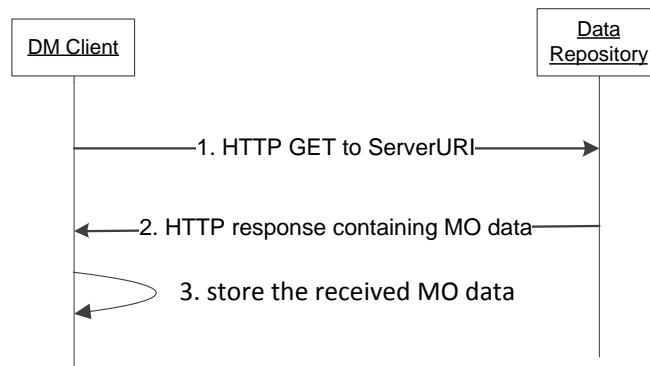 DM Client
Data
Repository
1. HTTP GET to ServerURI
2. HTTP response containing MO data
3. store the received MO data